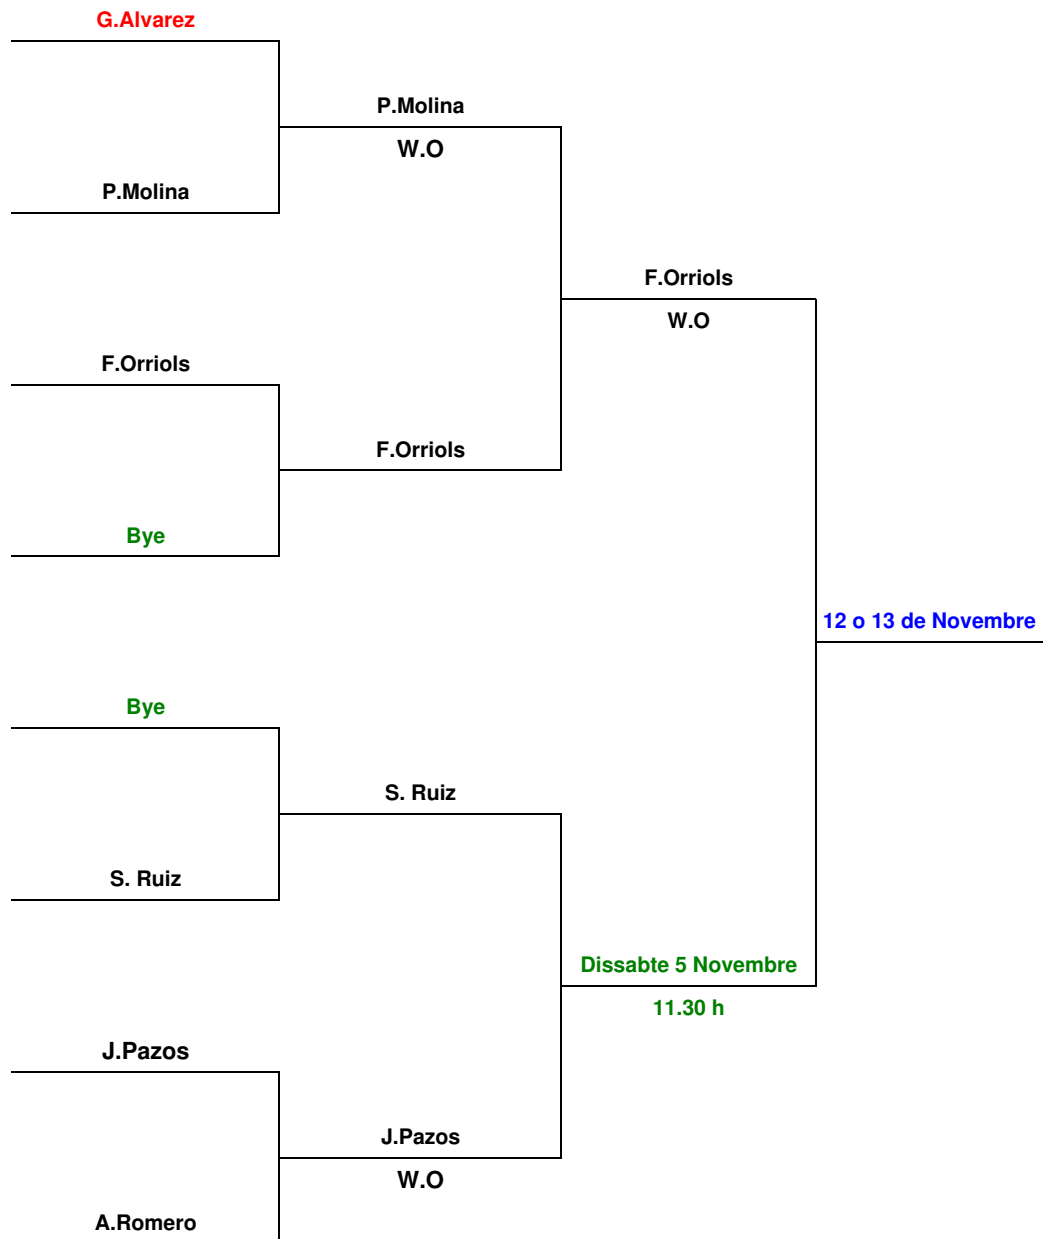 G.Alvarez
P.Molina
W.O
P.Molina
F.Orriols
W.O
F.Orriols
F.Orriols
Bye
12 o 13 de Novembre
Bye
S. Ruiz
S. Ruiz
Dissabte 5 Novembre
11.30 h
J.Pazos
J.Pazos
W.O
A.Romero